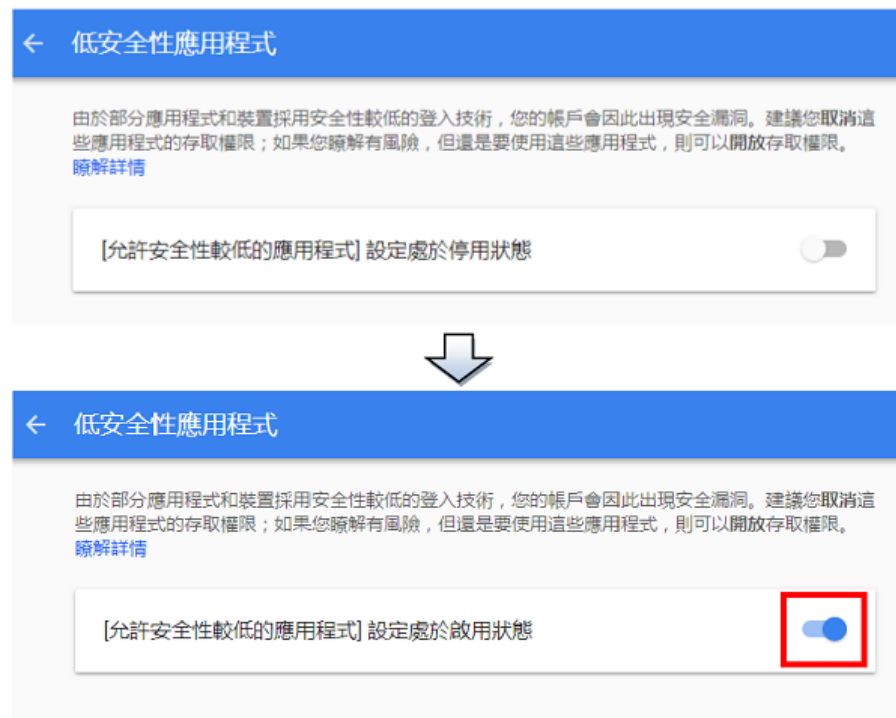 低安全性應用程式
由於部分應用程式和裝置採用安全性較低的登入技術，您的帳戶會因此出現安全漏洞。建議您取消這
些應用程式的存取權限；如果您瞭解有風險，但還是要使用這些應用程式，則可以開放存取權限。
瞭解詳情
[允許安全性較低的應用程式] 設定處於停用狀態
低安全性應用程式
由於部分應用程式和裝置採用安全性較低的登入技術，您的帳戶會因此出現安全漏洞。建議您取消這
些應用程式的存取權限；如果您瞭解有風險，但還是要使用這些應用程式，則可以開放存取權限。
瞭解詳情
[允許安全性較低的應用程式] 設定處於啟用狀態